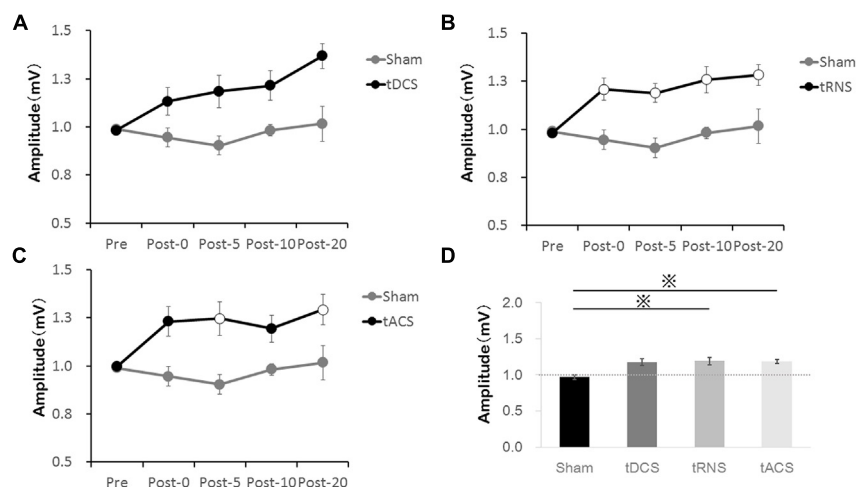 A
1.5
1.3
1.0
0.8
0.5
Amplitude(mV)
Pre Post-0 Post-5 Post-10 Post-20
Sham
tDCS
B
1.5
1.3
1.0
0.8
0.5
Amplitude(mV)
Pre Post-0 Post-5 Post-10 Post-20
Sham
tRNS
C
1.5
1.3
1.0
0.8
0.5
Amplitude(mV)
Pre Post-0 Post-5 Post-10 Post-20
Sham
tACS
D
※
※
2.0
1.5
1.0
0.5
0.0
Amplitude(mV)
Sham tDCS tRNS tACS